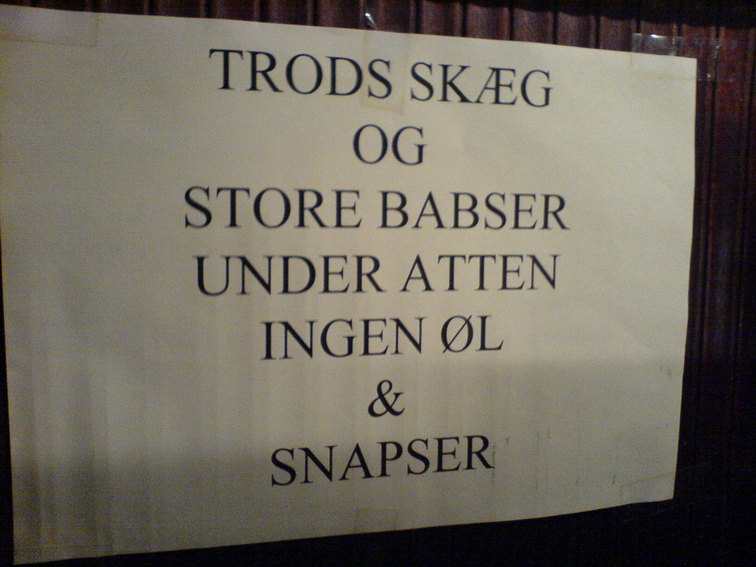 TRODS SKÆG
OG
STORE BABSER
UNDER ATTEN
INGEN ØL
&
SNAPSER